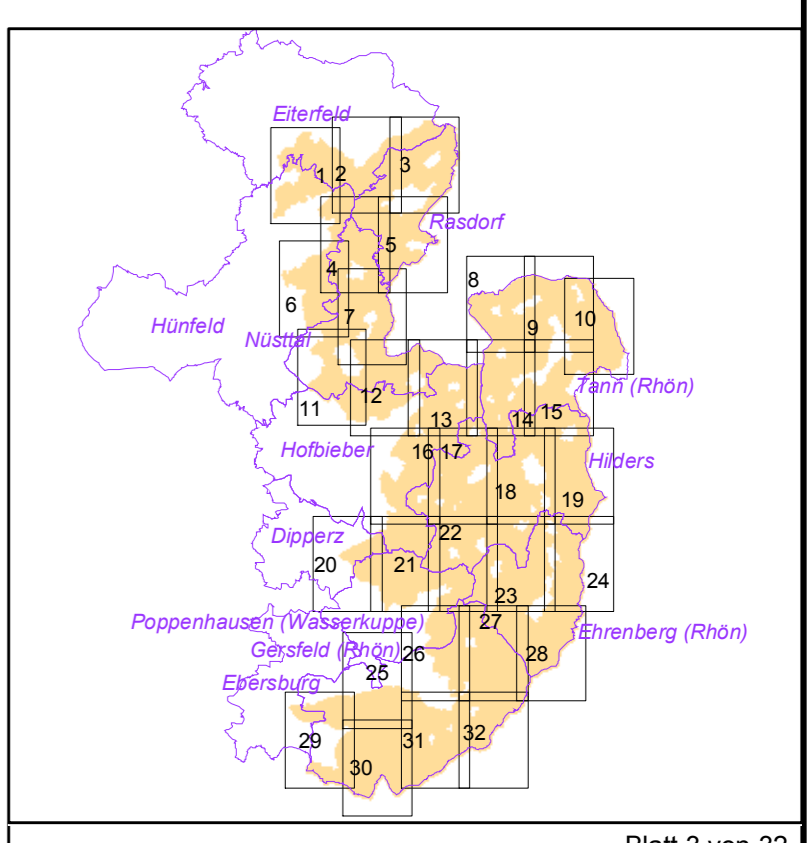 Eiterfeld
1
2
3
Rasdorf
5
4
8
6
7
9
10
Hünfeld
Nüsttal
Tann (Rhön)
11
12
13
14
15
Hofbieber
16
17
Hilders
18
19
Dipperz
20
21
22
23
24
Poppenhausen (Wasserkuppe)
27
Ehrenberg (Rhön)
Gersfeld (Rhön)
26
28
25
Ebersburg
29
31
32
30
Blatt 3 von 32